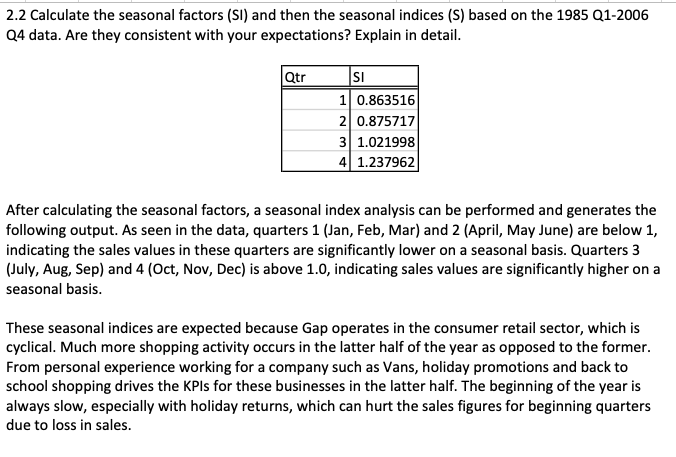 2.2 Calculate the seasonal factors (SI) and then the seasonal indices (S) based on the 1985 Q1-2006
Q4 data. Are they consistent with your expectations? Explain in detail.
Qtr SI
1 0.863516
2 0.875717
3 1.021998
4 1.237962
After calculating the seasonal factors, a seasonal index analysis can be performed and generates the
following output. As seen in the data, quarters 1 (Jan, Feb, Mar) and 2 (April, May June) are below 1,
indicating the sales values in these quarters are significantly lower on a seasonal basis. Quarters 3
(July, Aug, Sep) and 4 (Oct, Nov, Dec) is above 1.0, indicating sales values are significantly higher on a
seasonal basis.
These seasonal indices are expected because Gap operates in the consumer retail sector, which is
cyclical. Much more shopping activity occurs in the latter half of the year as opposed to the former.
From personal experience working for a company such as Vans, holiday promotions and back to
school shopping drives the KPIs for these businesses in the latter half. The beginning of the year is
always slow, especially with holiday returns, which can hurt the sales figures for beginning quarters
due to loss in sales.